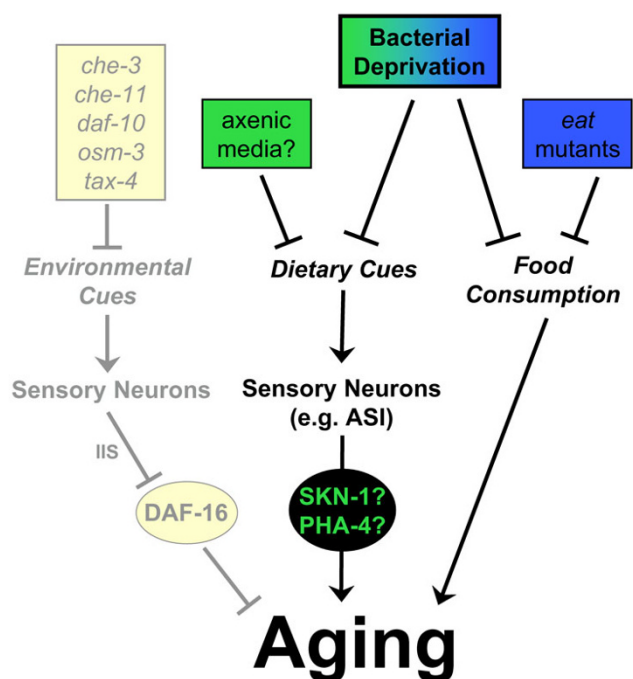 che-3
che-11
daf-10
osm-3
tax-4
Bacterial
Deprivation
axenic
media?
eat
mutants
Environmental
Cues
Dietary Cues
Food
Consumption
Sensory Neurons
Sensory Neurons
(e.g. ASI)
IIS
DAF-16
SKN-1?
PHA-4?
Aging